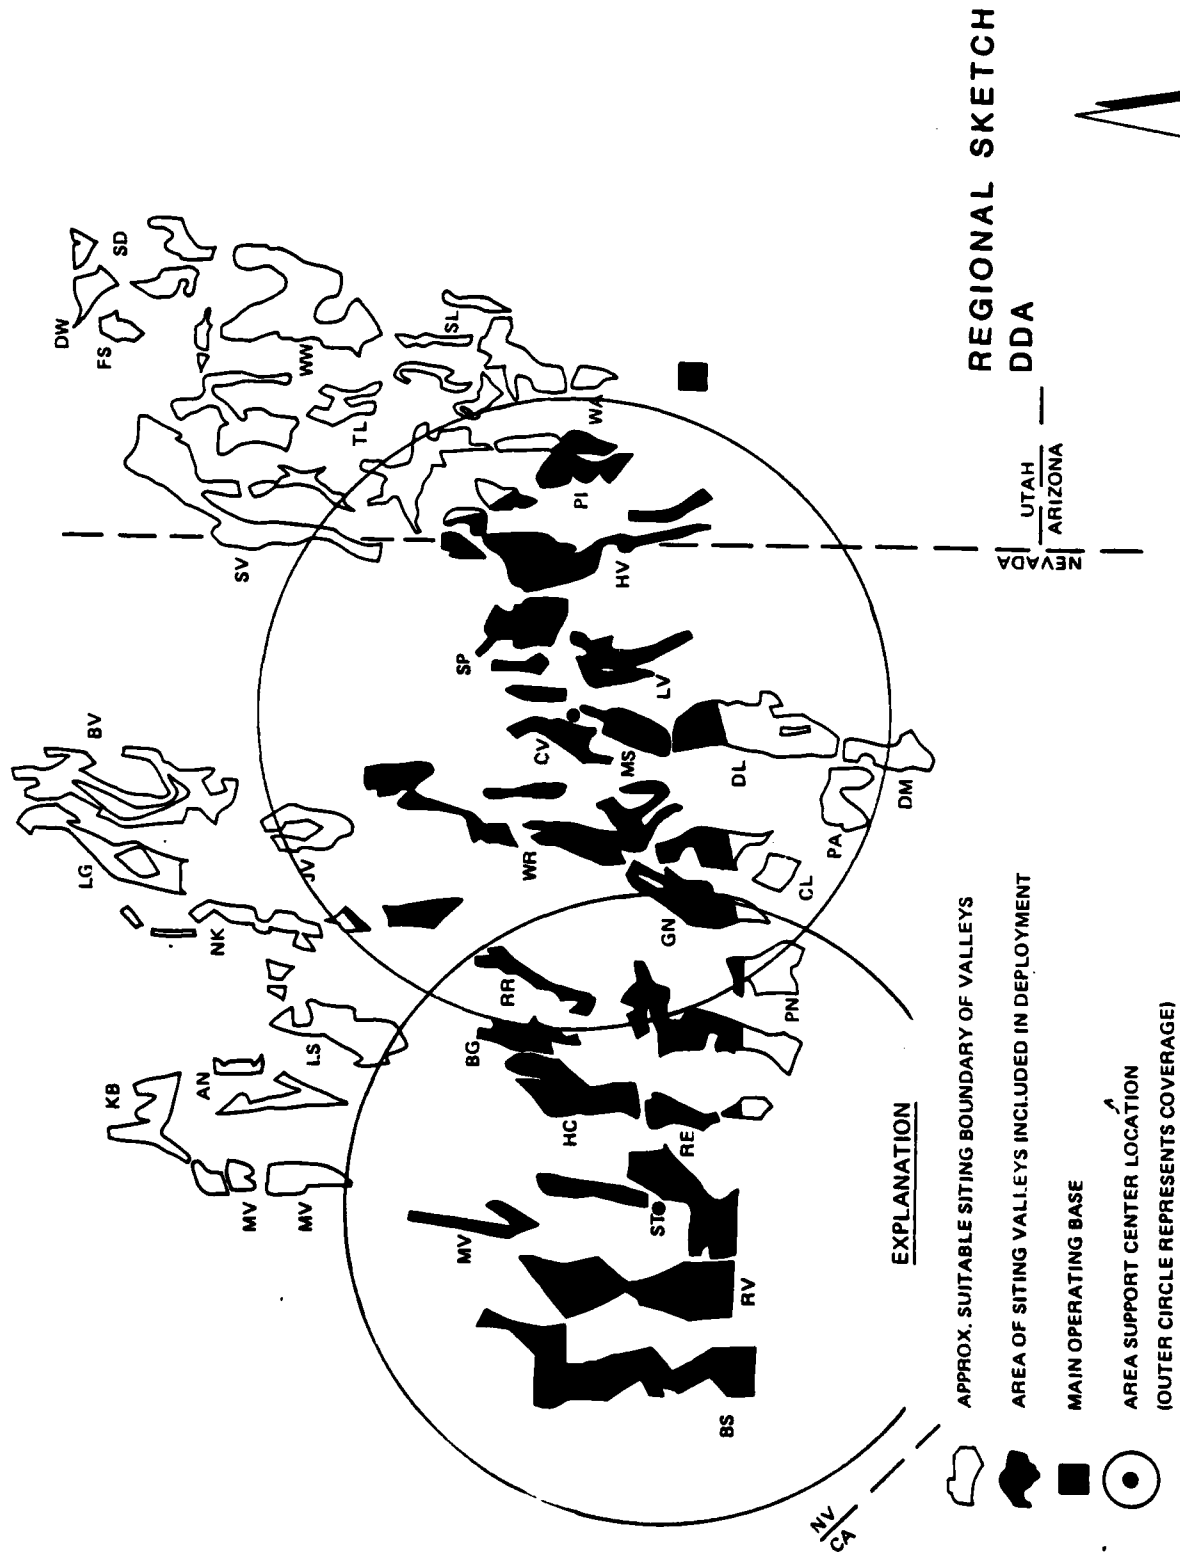 REGIONAL SKETCH
DDA
DW
SD
FS
WW
SL
TL
WA
SV
PI
HV
BV
SP
LV
CV
MS
DL
DM
LG
JV
WR
PA
CL
NK
GN
RR
PN
LS
BG
KB
AN
HC
RE
MV
MV
MV
ST
RV
BS
UTAH
ARIZONA
NEVADA
NV
CA
EXPLANATION
APPROX. SUITABLE SITING BOUNDARY OF VALLEYS
AREA OF SITING VALLEYS INCLUDED IN DEPLOYMENT
MAIN OPERATING BASE
AREA SUPPORT CENTER LOCATION
(OUTER CIRCLE REPRESENTS COVERAGE)